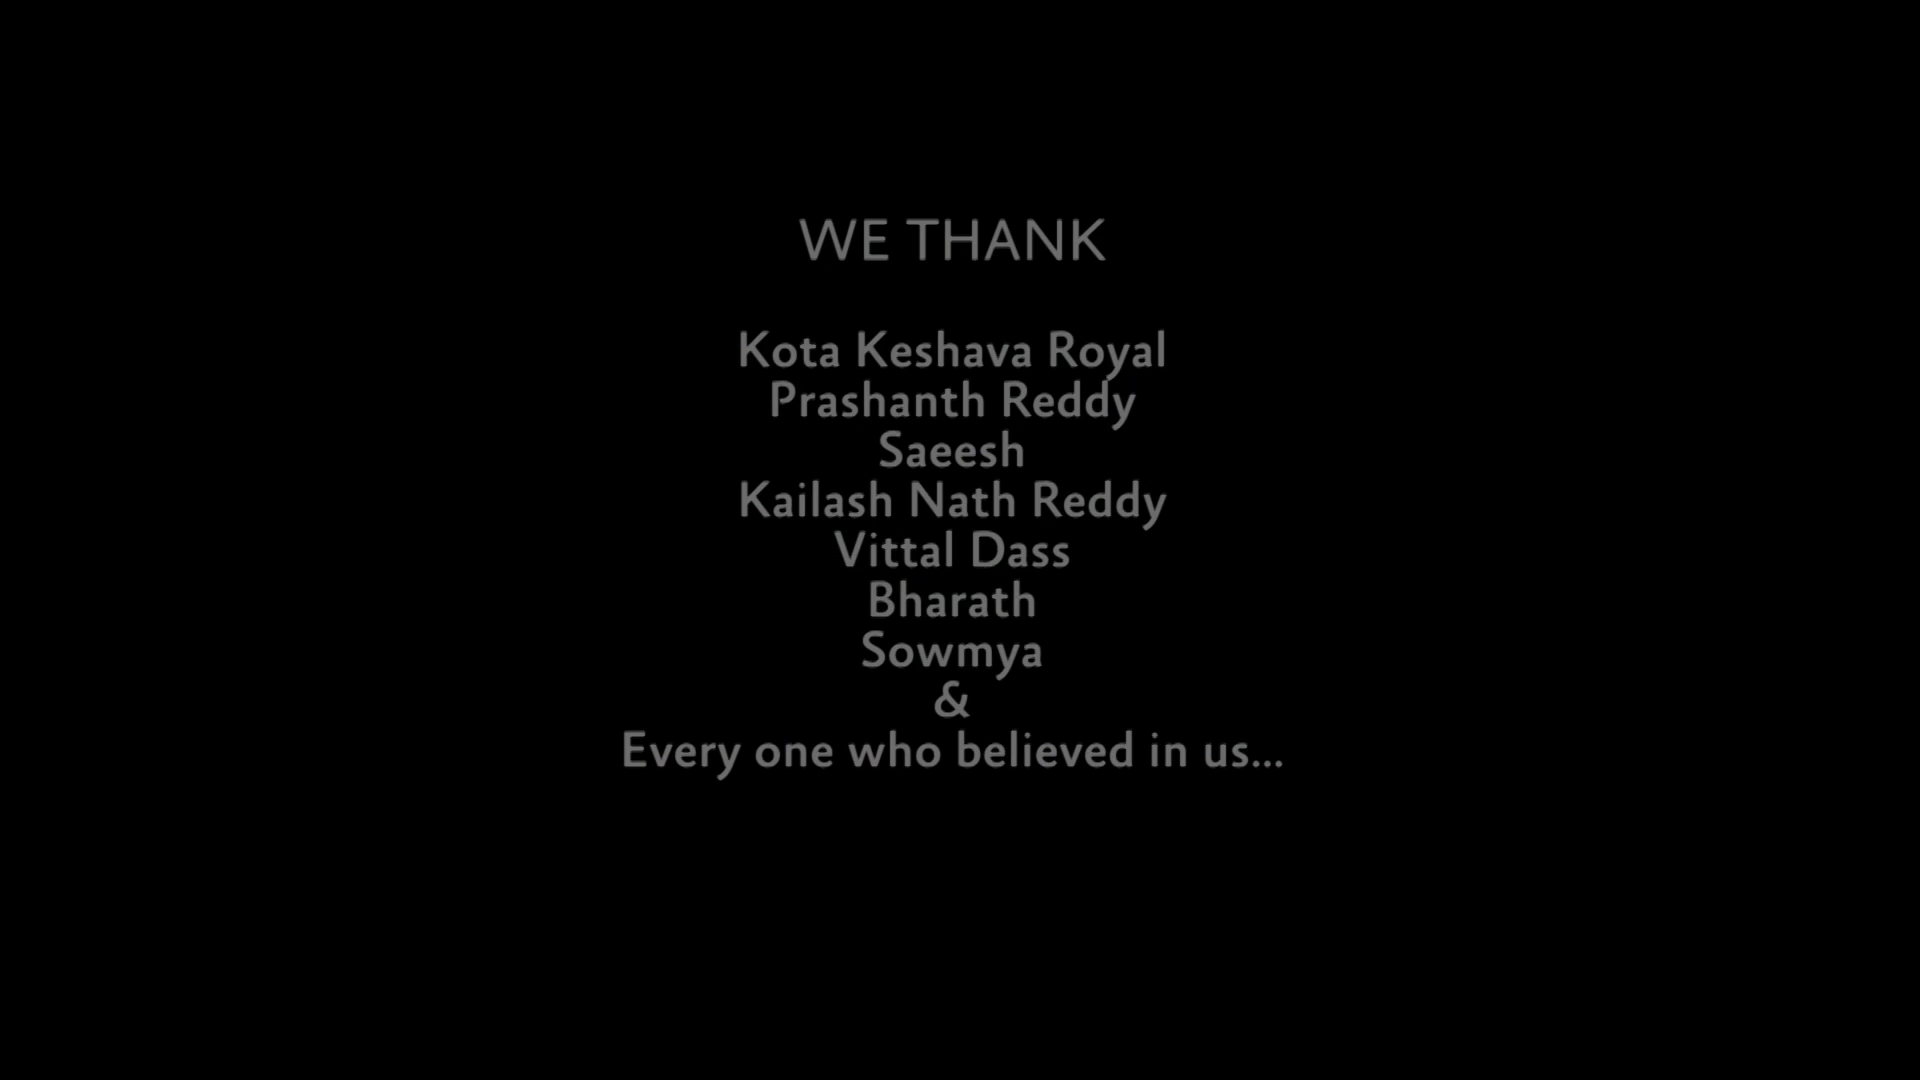 WE THANK
Kota Keshava Royal
Prashanth Reddy
Saeesh
Kailash Nath Reddy
Vittal Dass
Bharath
Sowmya
&
Every one who believed in us...